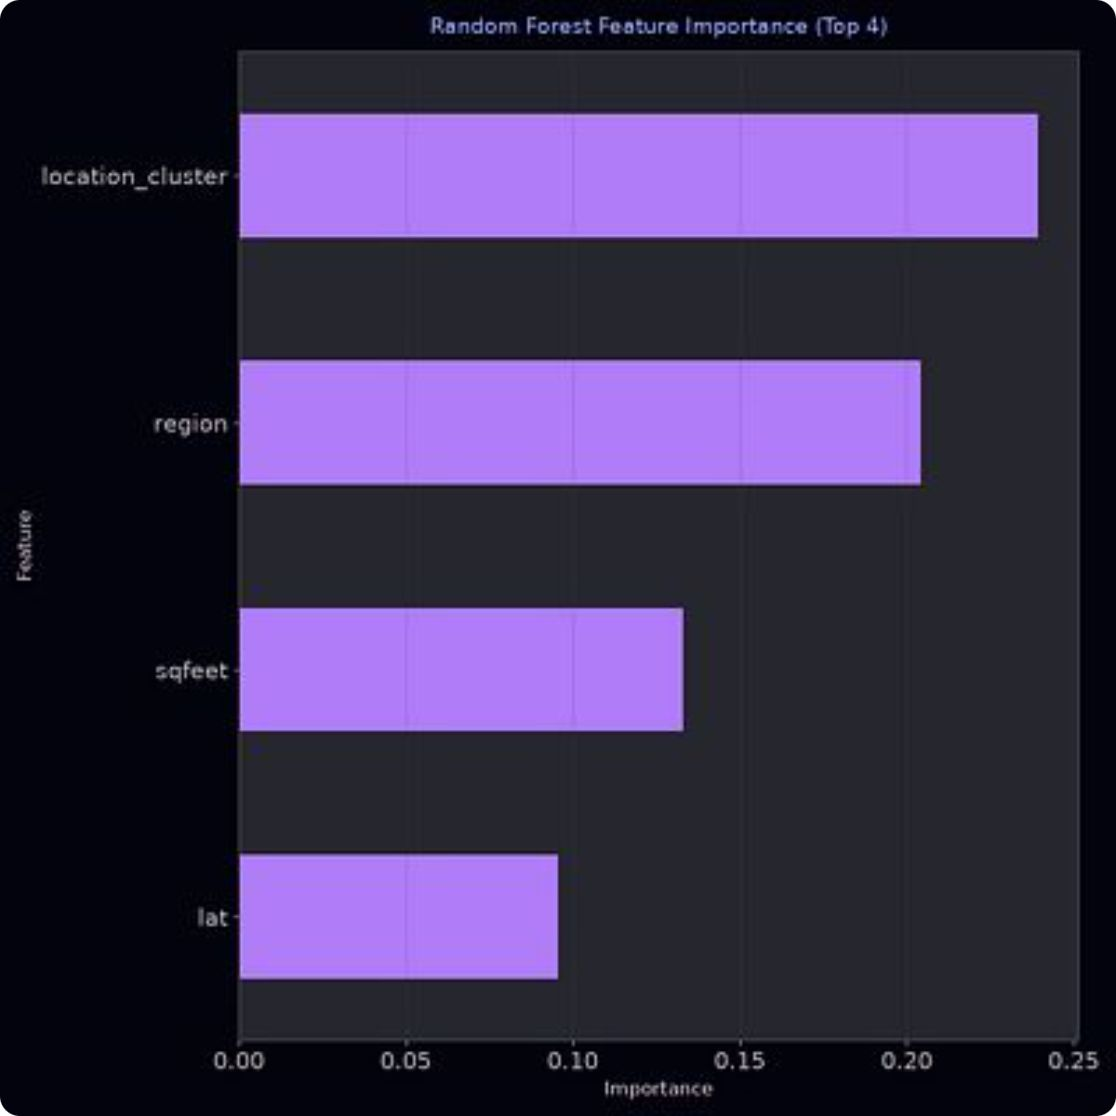 Random Forest Feature Importance (Top 4)
location_cluster
region
sqfeet
lat
Feature
0.00 0.05 0.10 0.15 0.20 0.25
Importance